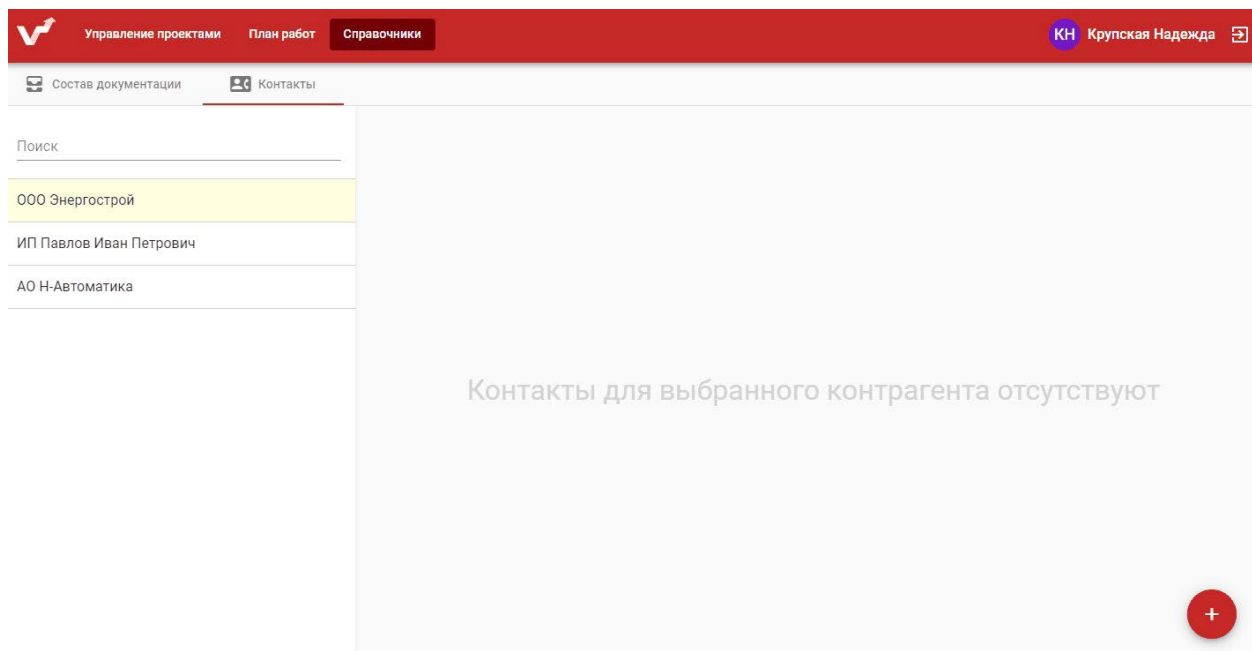 Управление проектами План работ Справочники КН Крупская Надежда
Состав документации Контакты
Поиск
ООО Энергострой
ИП Павлов Иван Петрович
АО Н-Автоматика
Контакты для выбранного контрагента отсутствуют
+